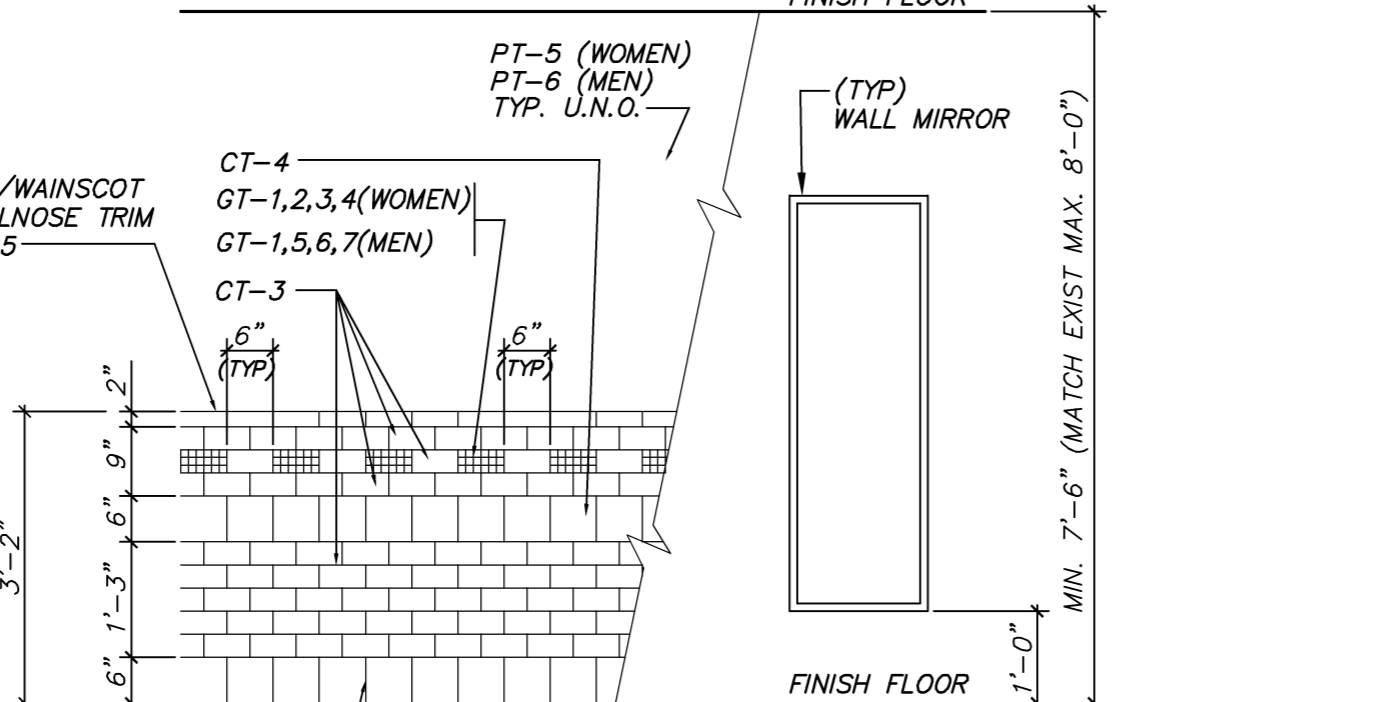 FINISH FLOOR
PT-5 (WOMEN)
PT-6 (MEN)
TYP. U.N.O.
(TYP)
WALL MIRROR
CT-4
GT-1,2,3,4(WOMEN)
GT-1,5,6,7(MEN)
/WAINSCOT
LNOSE TRIM
5
CT-3
6"
(TYP)
6"
(TYP)
2"
9"
6"
1'-3"
6"
3'-2"
MIN. 7'-6" (MATCH EXIST MAX. 8'-0")
1'-0"
FINISH FLOOR